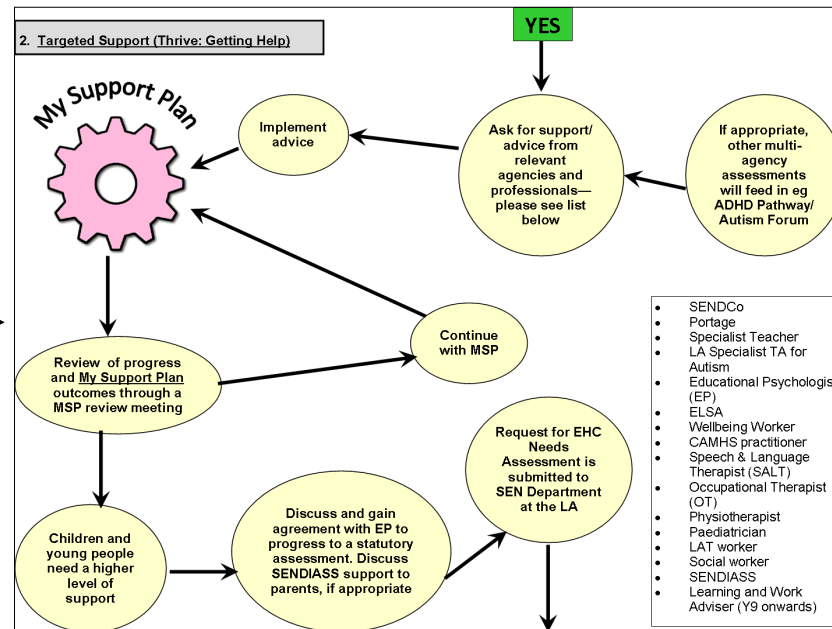 YES
2. Targeted Support (Thrive: Getting Help)
My Support Plan
Implement
advice
Ask for support/
advice from
relevant
agencies and
professionals—
please see list
below
If appropriate,
other multi-
agency
assessments
will feed in eg
ADHD Pathway/
Autism Forum
Continue
with MSP
Review of progress
and My Support Plan
outcomes through a
MSP review meeting
Request for EHC
Needs
Assessment is
submitted to
SEN Department
at the LA
Children and
young people
need a higher
level of
support
Discuss and gain
agreement with EP to
progress to a statutory
assessment. Discuss
SENDIASS support to
parents, if appropriate
• SENDCo
• Portage
• Specialist Teacher
• LA Specialist TA for
Autism
• Educational Psychologis
(EP)
• ELSA
• Wellbeing Worker
• CAMHS practitioner
• Speech & Language
Therapist (SALT)
• Occupational Therapist
(OT)
• Physiotherapist
• Paediatrician
• LAT worker
• Social worker
• SENDIASS
• Learning and Work
Adviser (Y9 onwards)